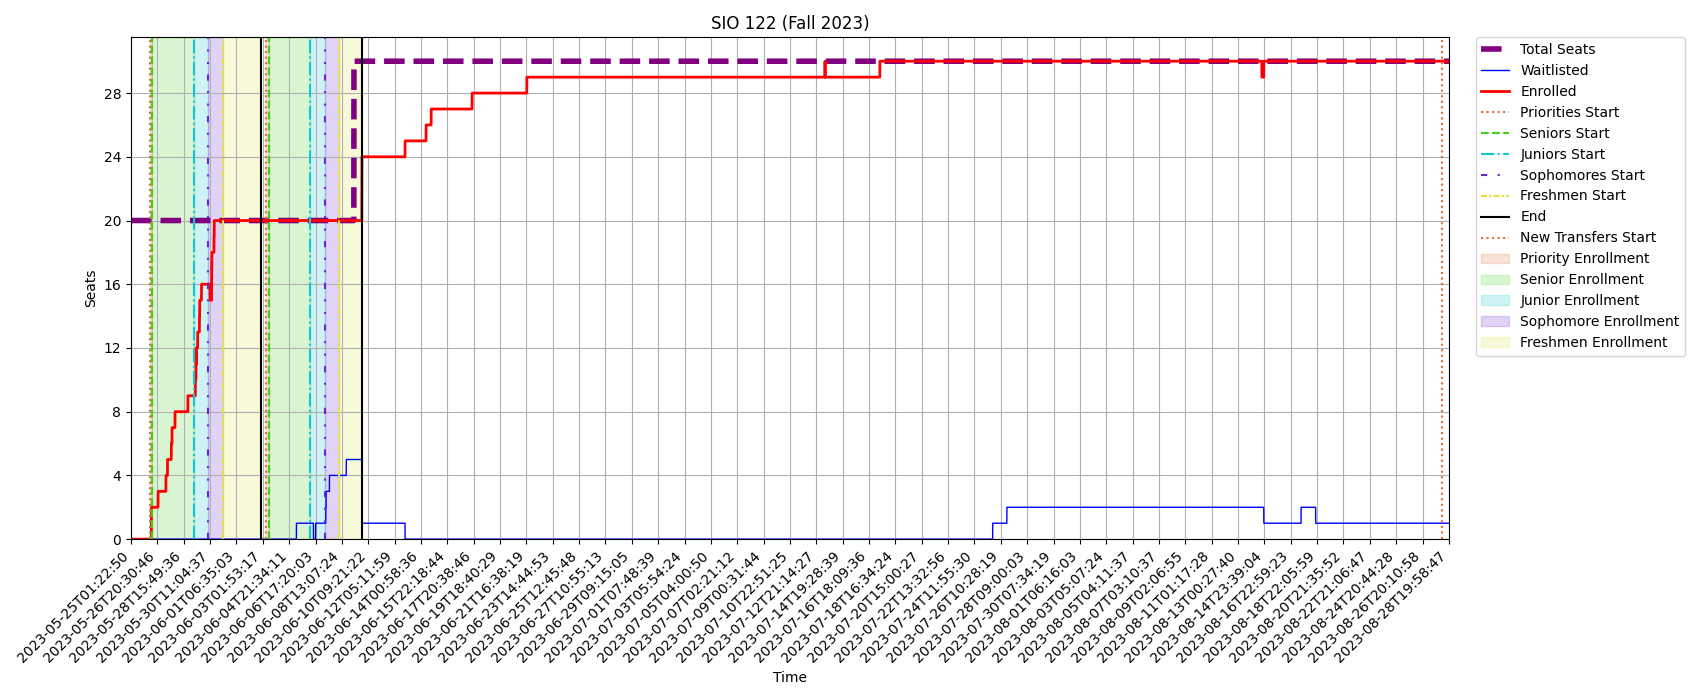 SIO 122 (Fall 2023)
Seats
28
24
20
16
12
8
4
0
2023-05-25T01:22:50
2023-05-26T20:30:46
2023-05-28T15:49:36
2023-05-30T11:04:37
2023-06-01T06:35:03
2023-06-03T01:53:17
2023-06-04T21:34:11
2023-06-06T17:20:03
2023-06-08T13:07:24
2023-06-10T09:21:22
2023-06-12T05:11:59
2023-06-14T00:58:36
2023-06-15T22:18:44
2023-06-17T20:38:46
2023-06-19T18:40:29
2023-06-21T16:38:19
2023-06-23T14:44:53
2023-06-25T12:45:48
2023-06-27T10:55:13
2023-06-29T09:15:05
2023-07-01T07:48:39
2023-07-03T05:54:24
2023-07-05T04:00:50
2023-07-07T02:21:12
2023-07-09T00:31:44
2023-07-10T22:51:25
2023-07-12T21:14:27
2023-07-14T19:28:39
2023-07-16T18:09:36
2023-07-18T16:34:24
2023-07-20T15:00:27
2023-07-22T13:32:56
2023-07-24T11:55:30
2023-07-26T10:28:19
2023-07-28T09:00:03
2023-07-30T07:34:19
2023-08-01T06:16:03
2023-08-03T05:07:24
2023-08-05T04:11:37
2023-08-07T03:10:37
2023-08-09T02:06:55
2023-08-11T01:17:28
2023-08-13T00:27:40
2023-08-14T23:39:04
2023-08-16T22:59:23
2023-08-18T22:05:59
2023-08-20T21:35:52
2023-08-22T21:06:47
2023-08-24T20:44:28
2023-08-26T20:10:58
2023-08-28T19:58:47
Time
Total Seats
Waitlisted
Enrolled
Priorities Start
Seniors Start
Juniors Start
Sophomores Start
Freshmen Start
End
New Transfers Start
Priority Enrollment
Senior Enrollment
Junior Enrollment
Sophomore Enrollment
Freshmen Enrollment